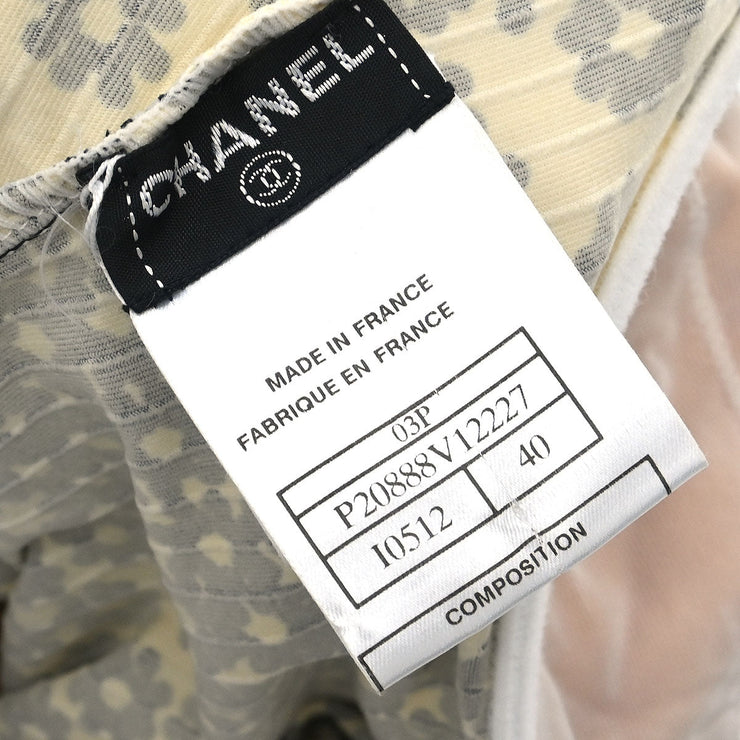 CHANEL
MADE IN FRANCE
FABRIQUE EN FRANCE
03P
P20888V12227
I0512 40
COMPOSITION